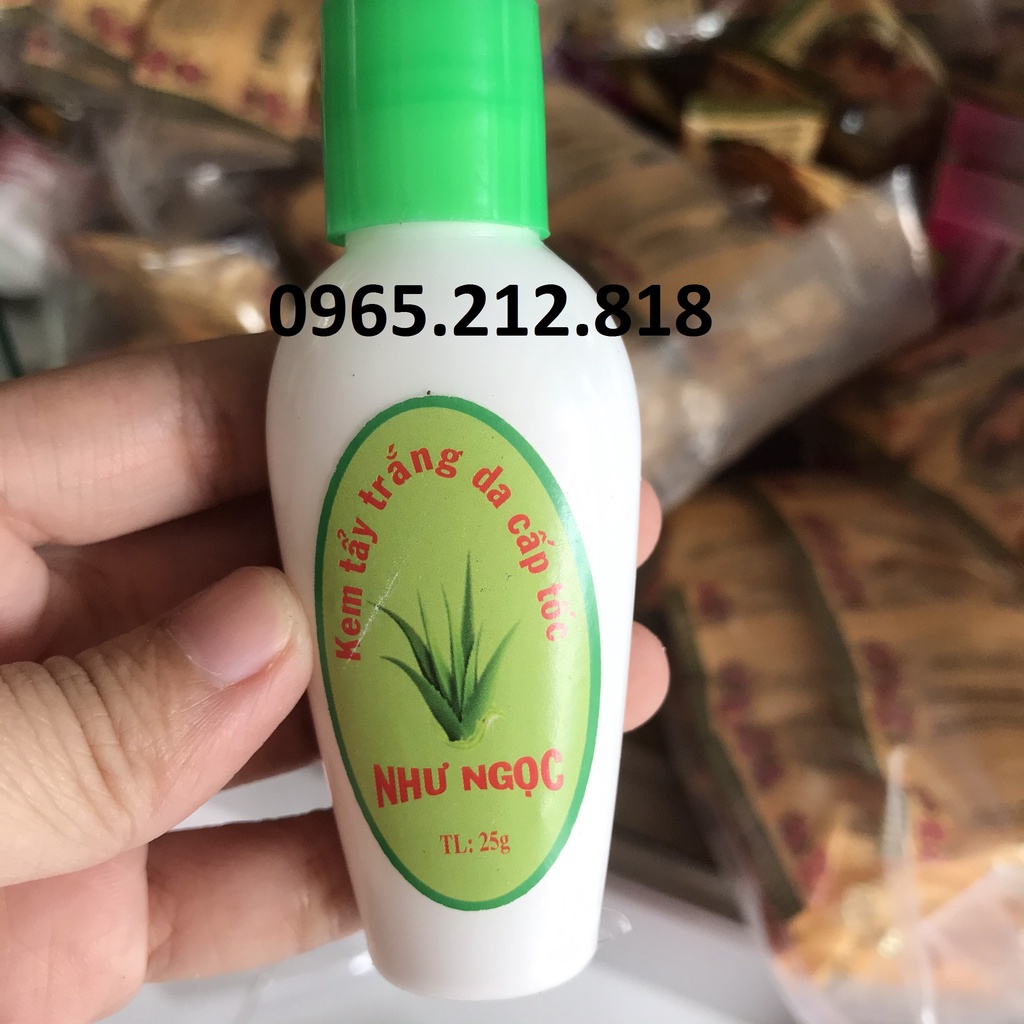 0965.212.818
Kem tẩy trắng da cấp tốc
NHƯ NGỌC
TL: 25g